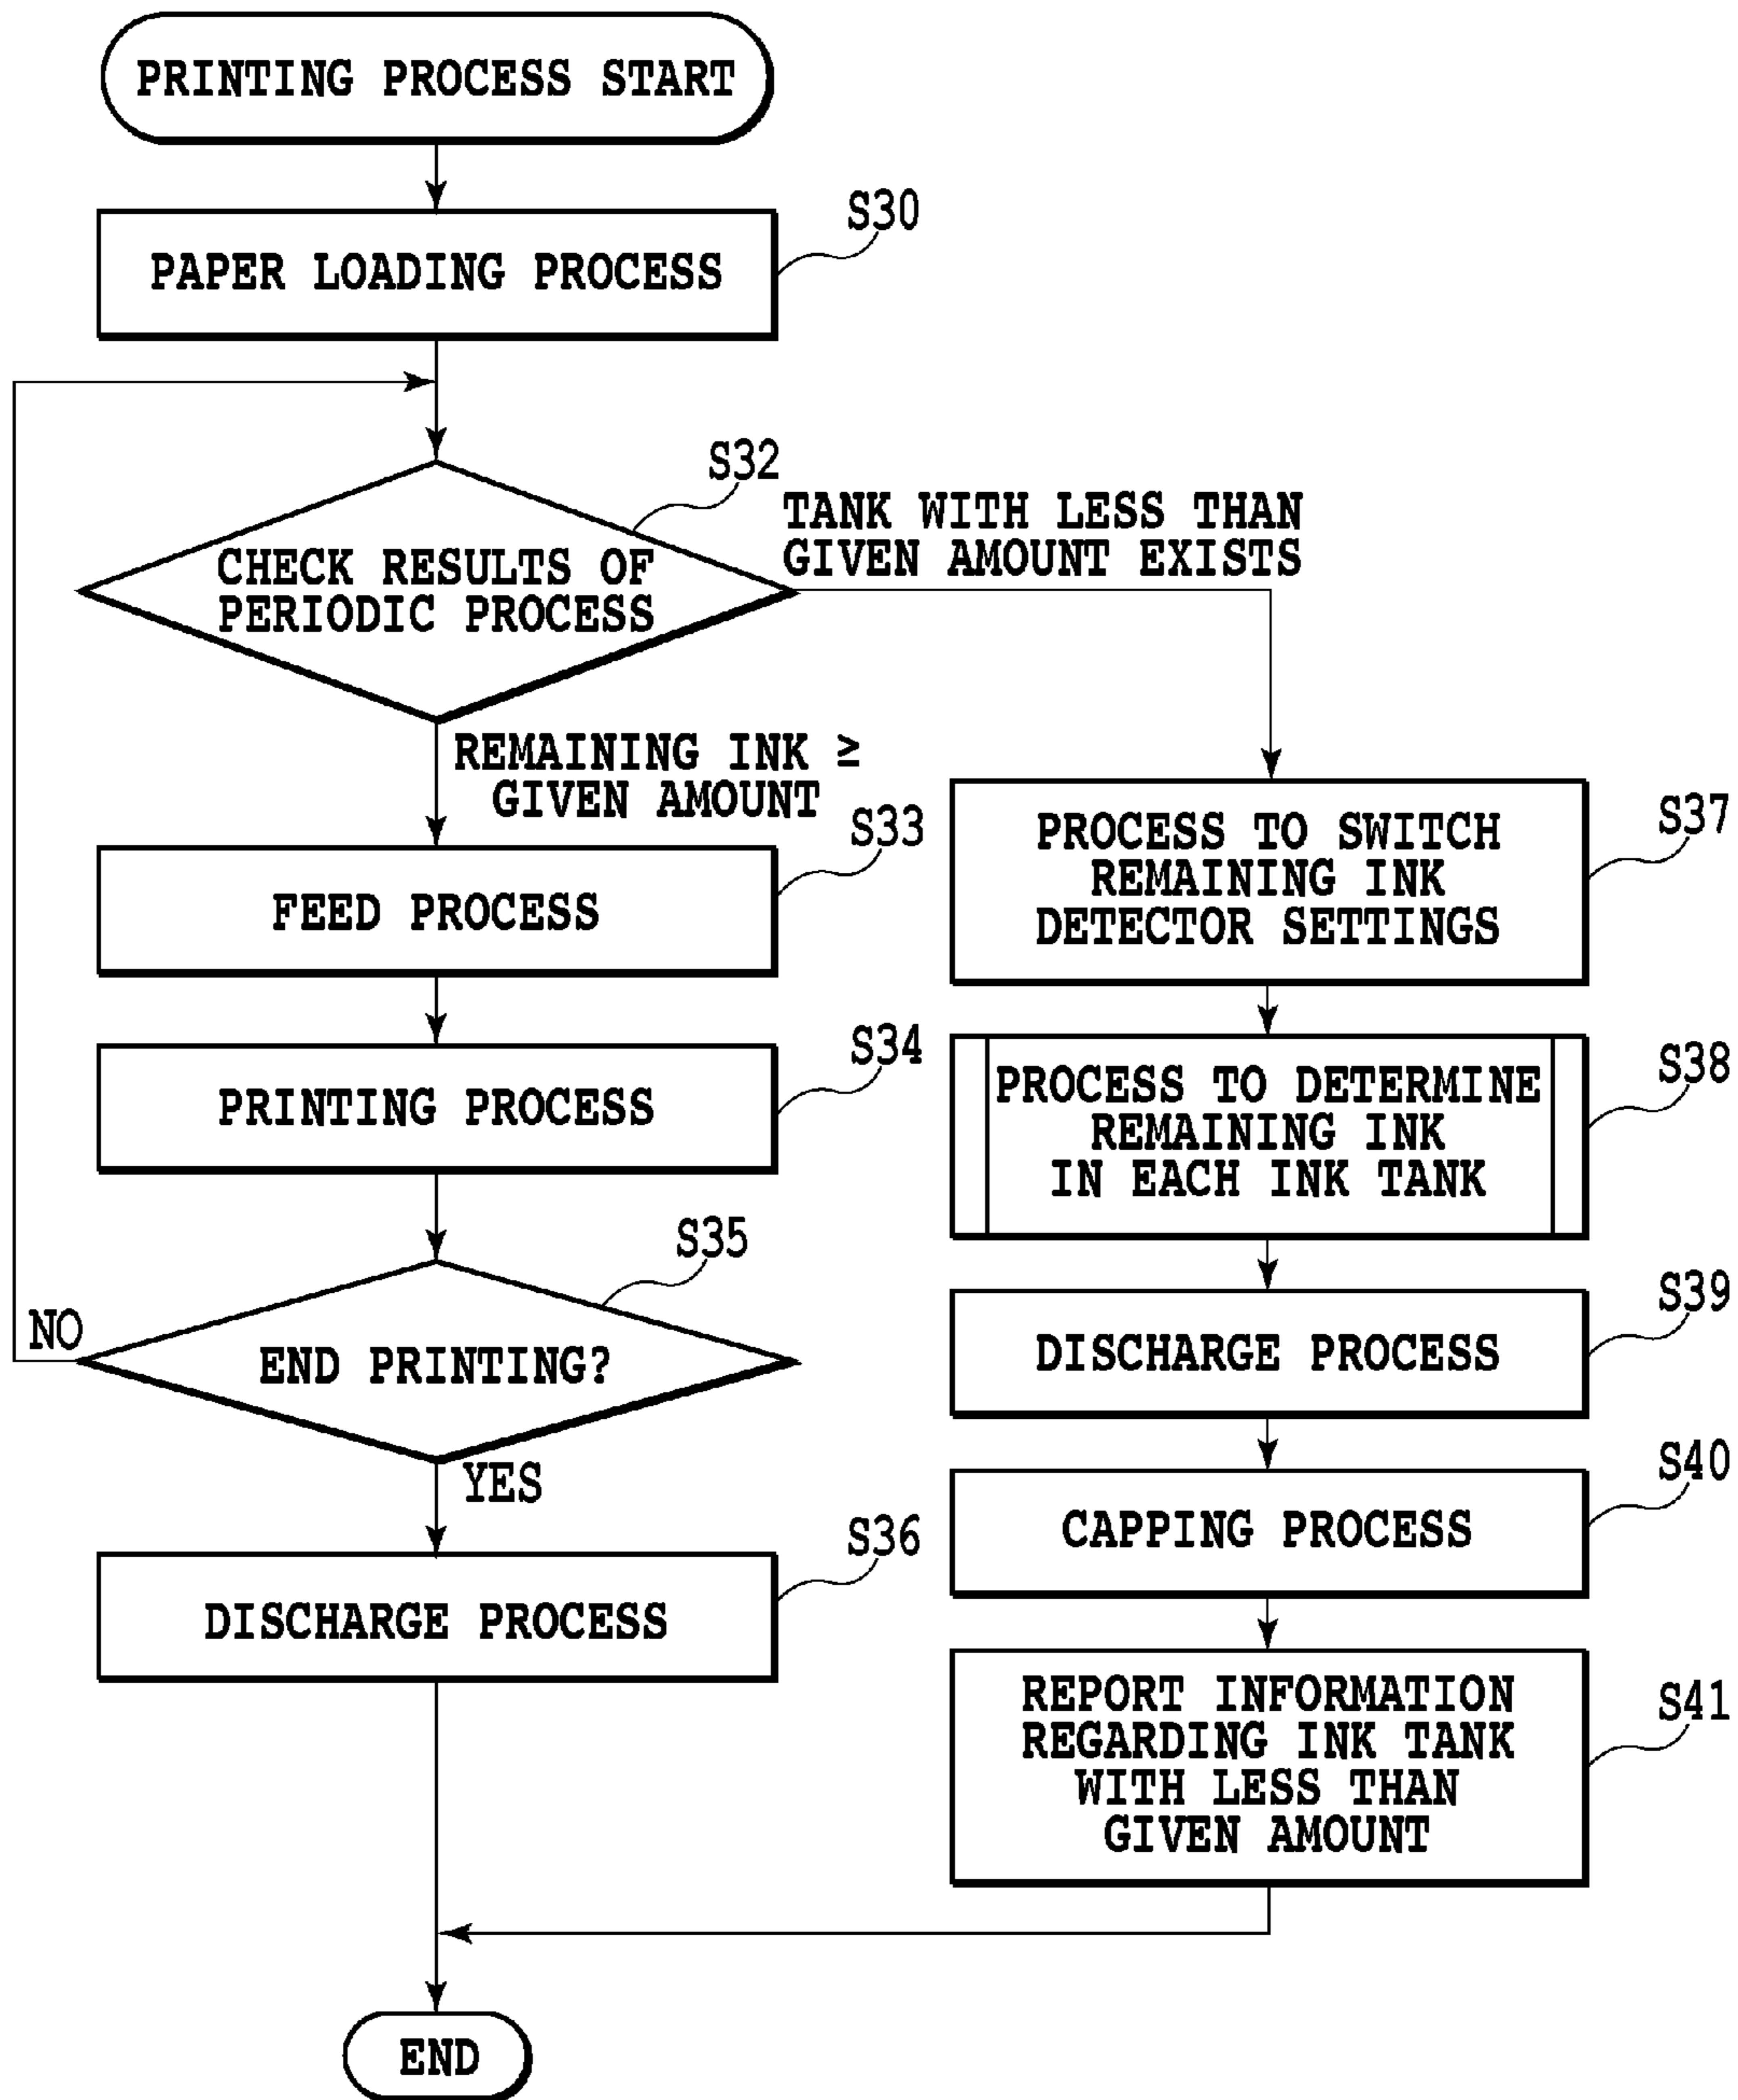 PRINTING PROCESS START
S30
PAPER LOADING PROCESS
S32
CHECK RESULTS OF
PERIODIC PROCESS
TANK WITH LESS THAN
GIVEN AMOUNT EXISTS
REMAINING INK ≥
GIVEN AMOUNT
S33
FEED PROCESS
S34
PRINTING PROCESS
S35
END PRINTING?
NO
YES
S36
DISCHARGE PROCESS
S37
PROCESS TO SWITCH
REMAINING INK
DETECTOR SETTINGS
S38
PROCESS TO DETERMINE
REMAINING INK
IN EACH INK TANK
S39
DISCHARGE PROCESS
S40
CAPPING PROCESS
S41
REPORT INFORMATION
REGARDING INK TANK
WITH LESS THAN
GIVEN AMOUNT
END